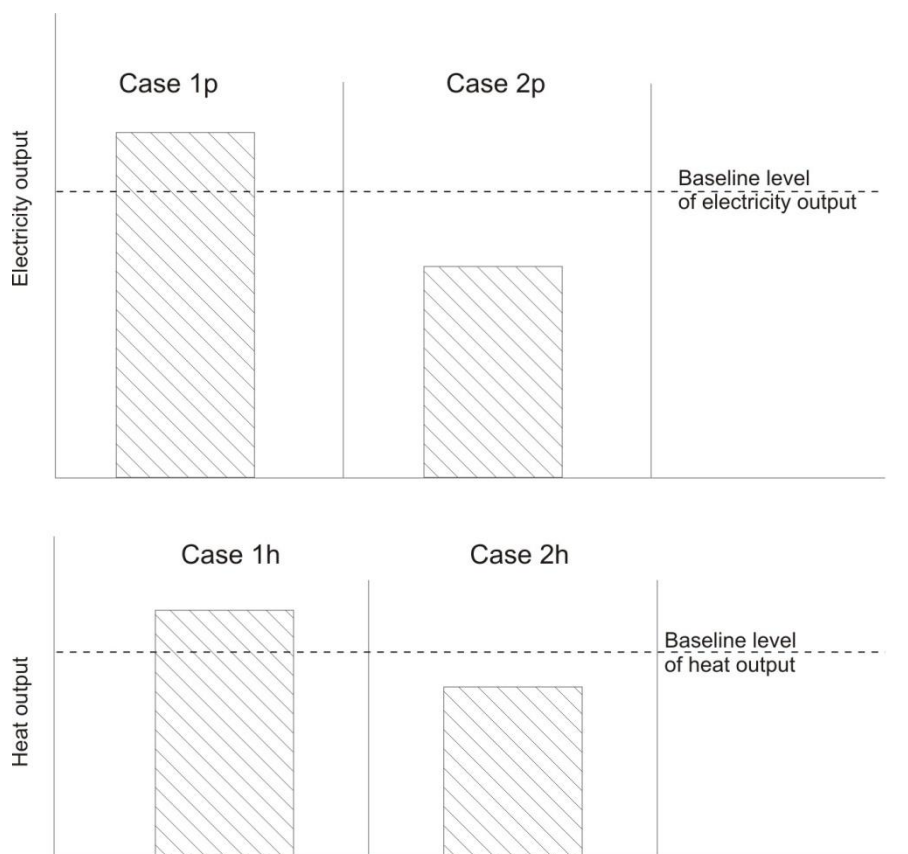 Case 1p
Case 2p
Electricity output
Baseline level
of electricity output
Case 1h
Case 2h
Heat output
Baseline level
of heat output